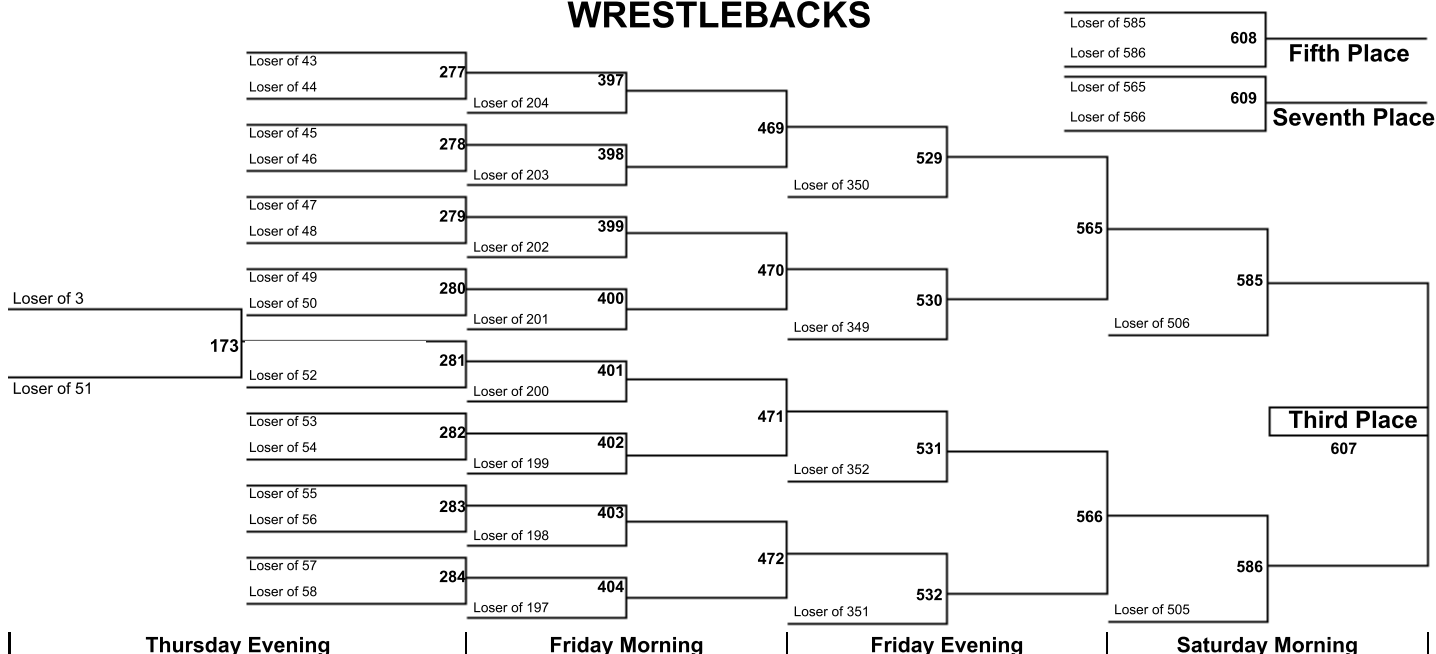 WRESTLEBACKS
Loser of 585
608
Loser of 586
Fifth Place
Loser of 565
609
Loser of 566
Seventh Place
Loser of 3
173
Loser of 51
Loser of 43
277
Loser of 44
Loser of 45
278
Loser of 46
Loser of 47
279
Loser of 48
Loser of 49
280
Loser of 50
281
Loser of 52
Loser of 53
282
Loser of 54
Loser of 55
283
Loser of 56
Loser of 57
284
Loser of 58
397
Loser of 204
398
Loser of 203
399
Loser of 202
400
Loser of 201
401
Loser of 200
402
Loser of 199
403
Loser of 198
404
Loser of 197
469
470
471
472
529
Loser of 350
530
Loser of 349
531
Loser of 352
532
Loser of 351
565
566
585
Loser of 506
586
Loser of 505
Third Place
607
Thursday Evening
Friday Morning
Friday Evening
Saturday Morning